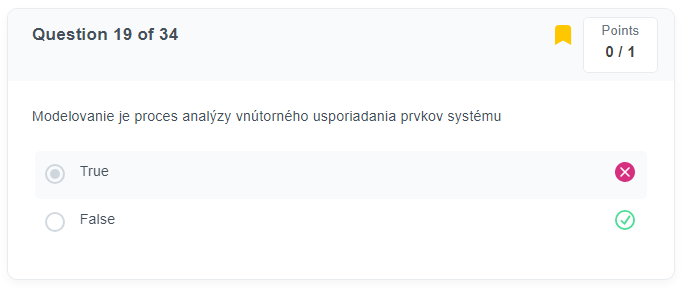 Question 19 of 34
Points
0 / 1
Modelovanie je proces analýzy vnútorného usporiadania prvkov systému
True
False